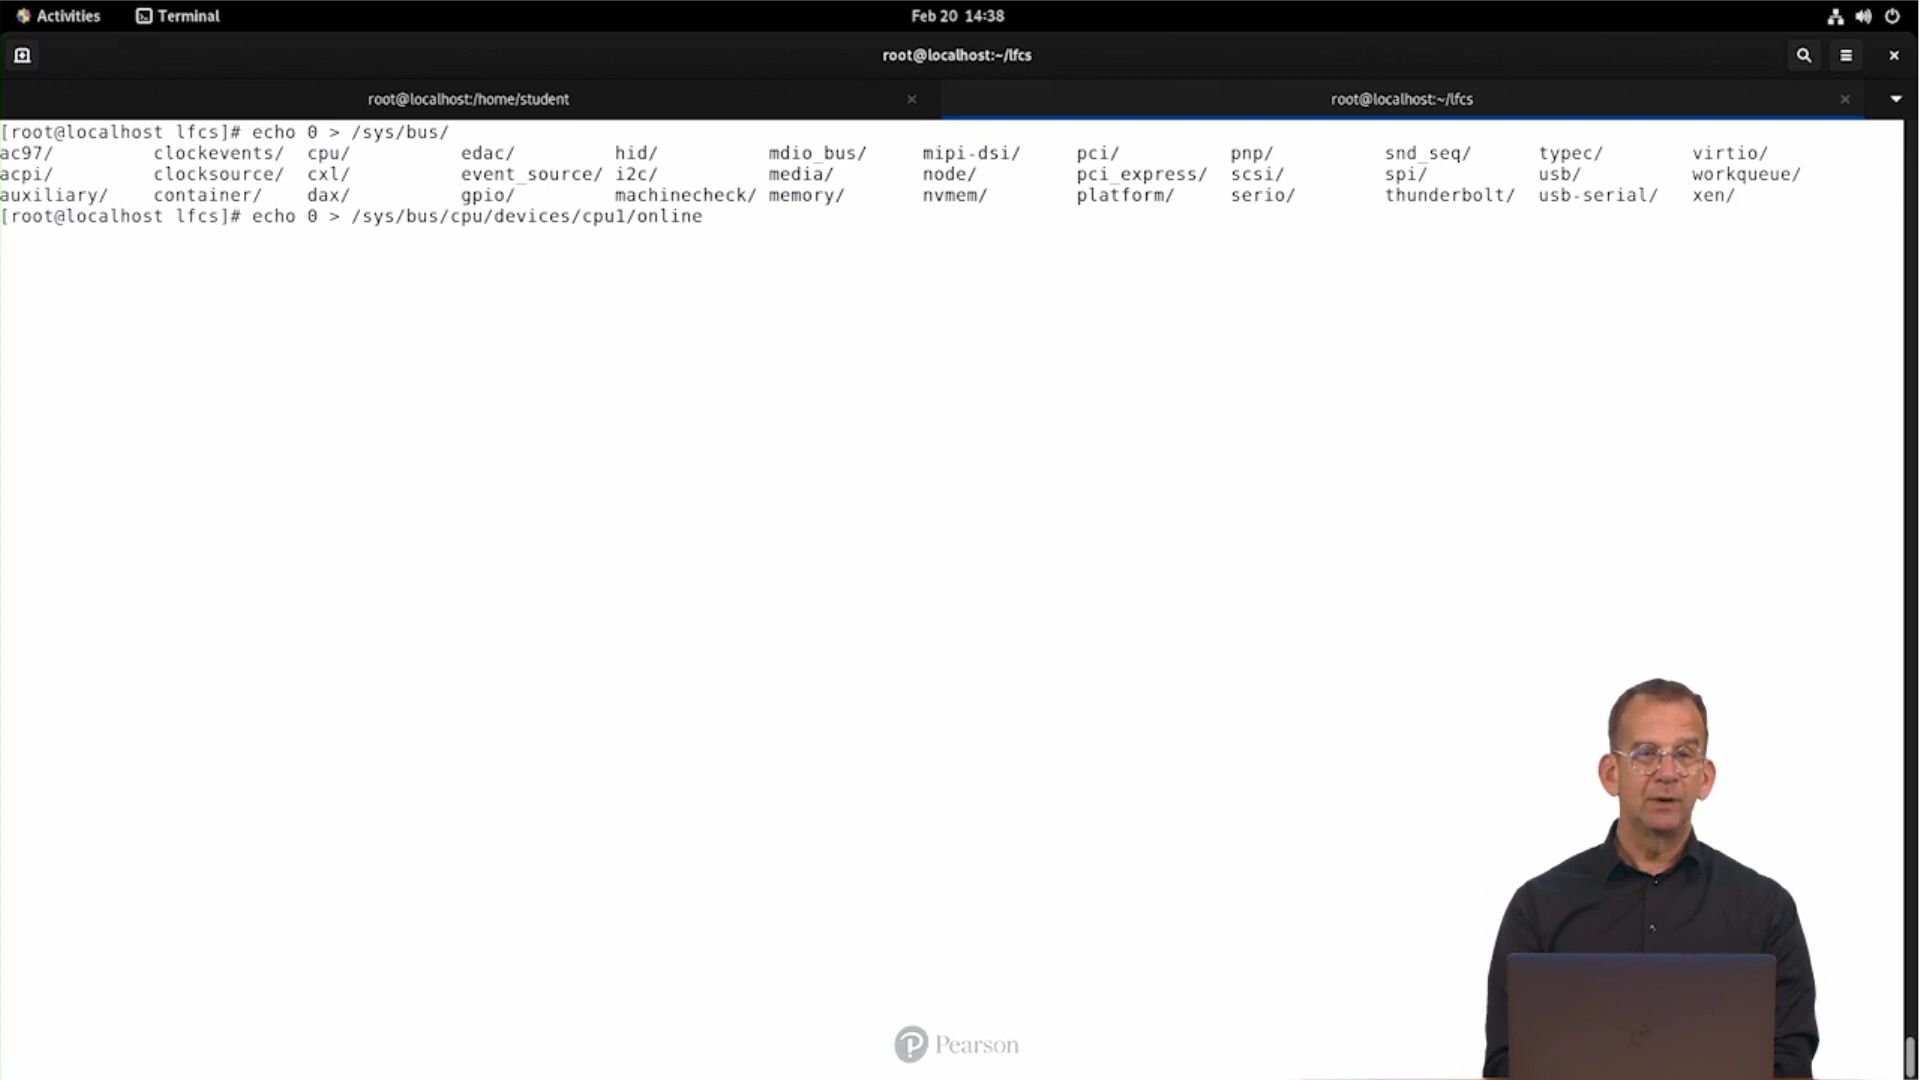 Activities Terminal Feb 20 14:38
root@localhost:~/lfcs
root@localhost:/home/student root@localhost:~/lfcs
[root@localhost lfcs]# echo 0 > /sys/bus/
ac97/ clockevents/ cpu/ edac/ hid/ mdio_bus/ mipi-dsi/ pci/ pnp/ snd_seq/ typec/ virtio/
acpi/ clocksource/ cxl/ event_source/ i2c/ media/ node/ pci_express/ scsi/ spi/ usb/ workqueue/
auxiliary/ container/ dax/ gpio/ machinecheck/ memory/ nvmem/ platform/ serio/ thunderbolt/ usb-serial/ xen/
[root@localhost lfcs]# echo 0 > /sys/bus/cpu/devices/cpu1/online
Pearson